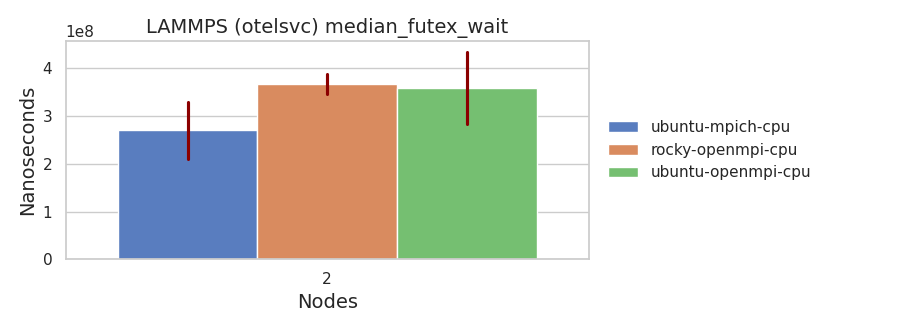 LAMMPS (otelsvc) median_futex_wait
1e8
4
3
2
1
0
Nanoseconds
2
Nodes
ubuntu-mpich-cpu
rocky-openmpi-cpu
ubuntu-openmpi-cpu